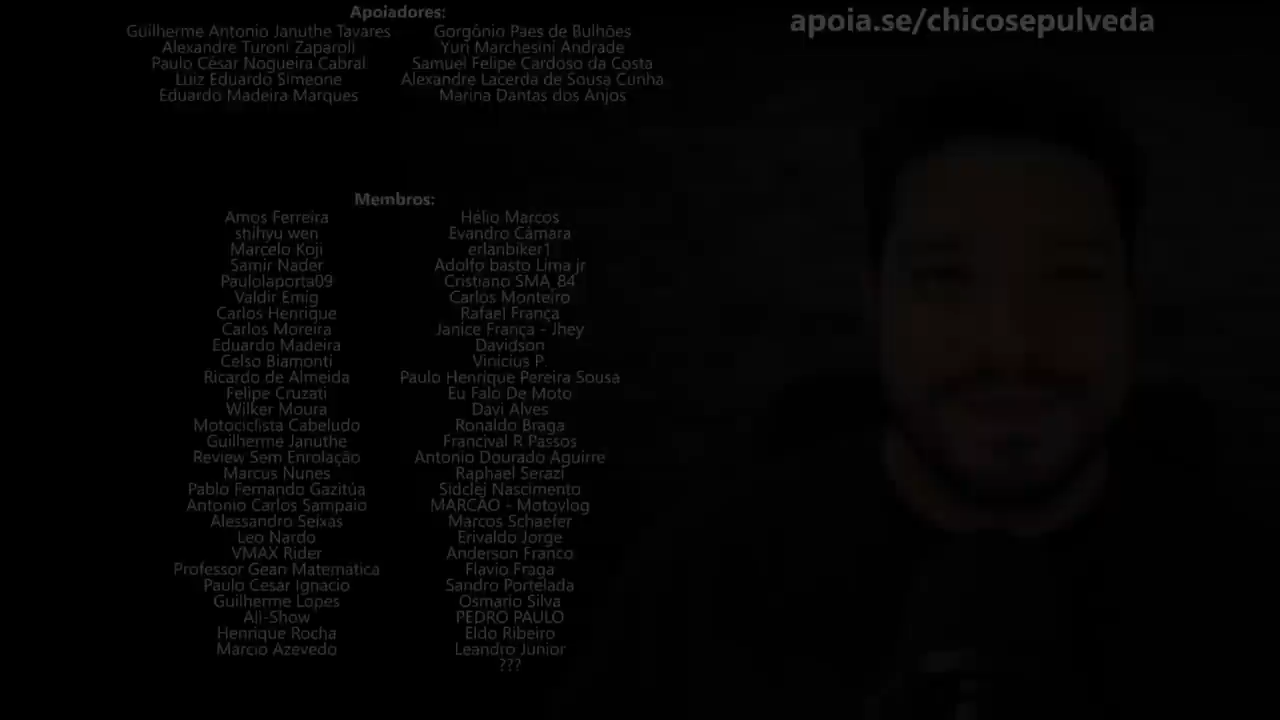 Apoiadores:
Guilherme Antonio Januthe Tavares
Alexandre Turoni Zaparoli
Paulo César Nogueira Cabral
Luiz Eduardo Simeone
Eduardo Madeira Marques
Gorgônio Paes de Bulhões
Yuri Marchesini Andrade
Samuel Felipe Cardoso da Costa
Alexandre Lacerda de Sousa Cunha
Marina Dantas dos Anjos
apoia.se/chicosepulveda
Membros:
Amos Ferreira
shihyu wen
Marcelo Koji
Samir Nader
Paulolaporta09
Valdir Emig
Carlos Henrique
Carlos Moreira
Eduardo Madeira
Celso Biamonti
Ricardo de Almeida
Felipe Cruzati
Wilker Moura
Motociclista Cabeludo
Guilherme Januthe
Review Sem Enrolação
Marcus Nunes
Pablo Fernando Gazitúa
Antonio Carlos Sampaio
Alessandro Seixas
Leo Nardo
VMAX Rider
Professor Gean Matematica
Paulo Cesar Ignacio
Guilherme Lopes
All-Show
Henrique Rocha
Marcio Azevedo
Hélio Marcos
Evandro Câmara
erlanbiker1
Adolfo basto Lima jr
Cristiano SMA_84
Carlos Monteiro
Rafael França
Janice França - Jhey
Davidson
Vinicius P.
Paulo Henrique Pereira Sousa
Eu Falo De Moto
Davi Alves
Ronaldo Braga
Francival R Passos
Antonio Dourado Aguirre
Raphael Serazi
Sidclej Nascimento
MARCÃO - Motovlog
Marcos Schaefer
Erivaldo Jorge
Anderson Franco
Flavio Fraga
Sandro Portelada
Osmario Silva
PEDRO PAULO
Eldo Ribeiro
Leandro Junior
???